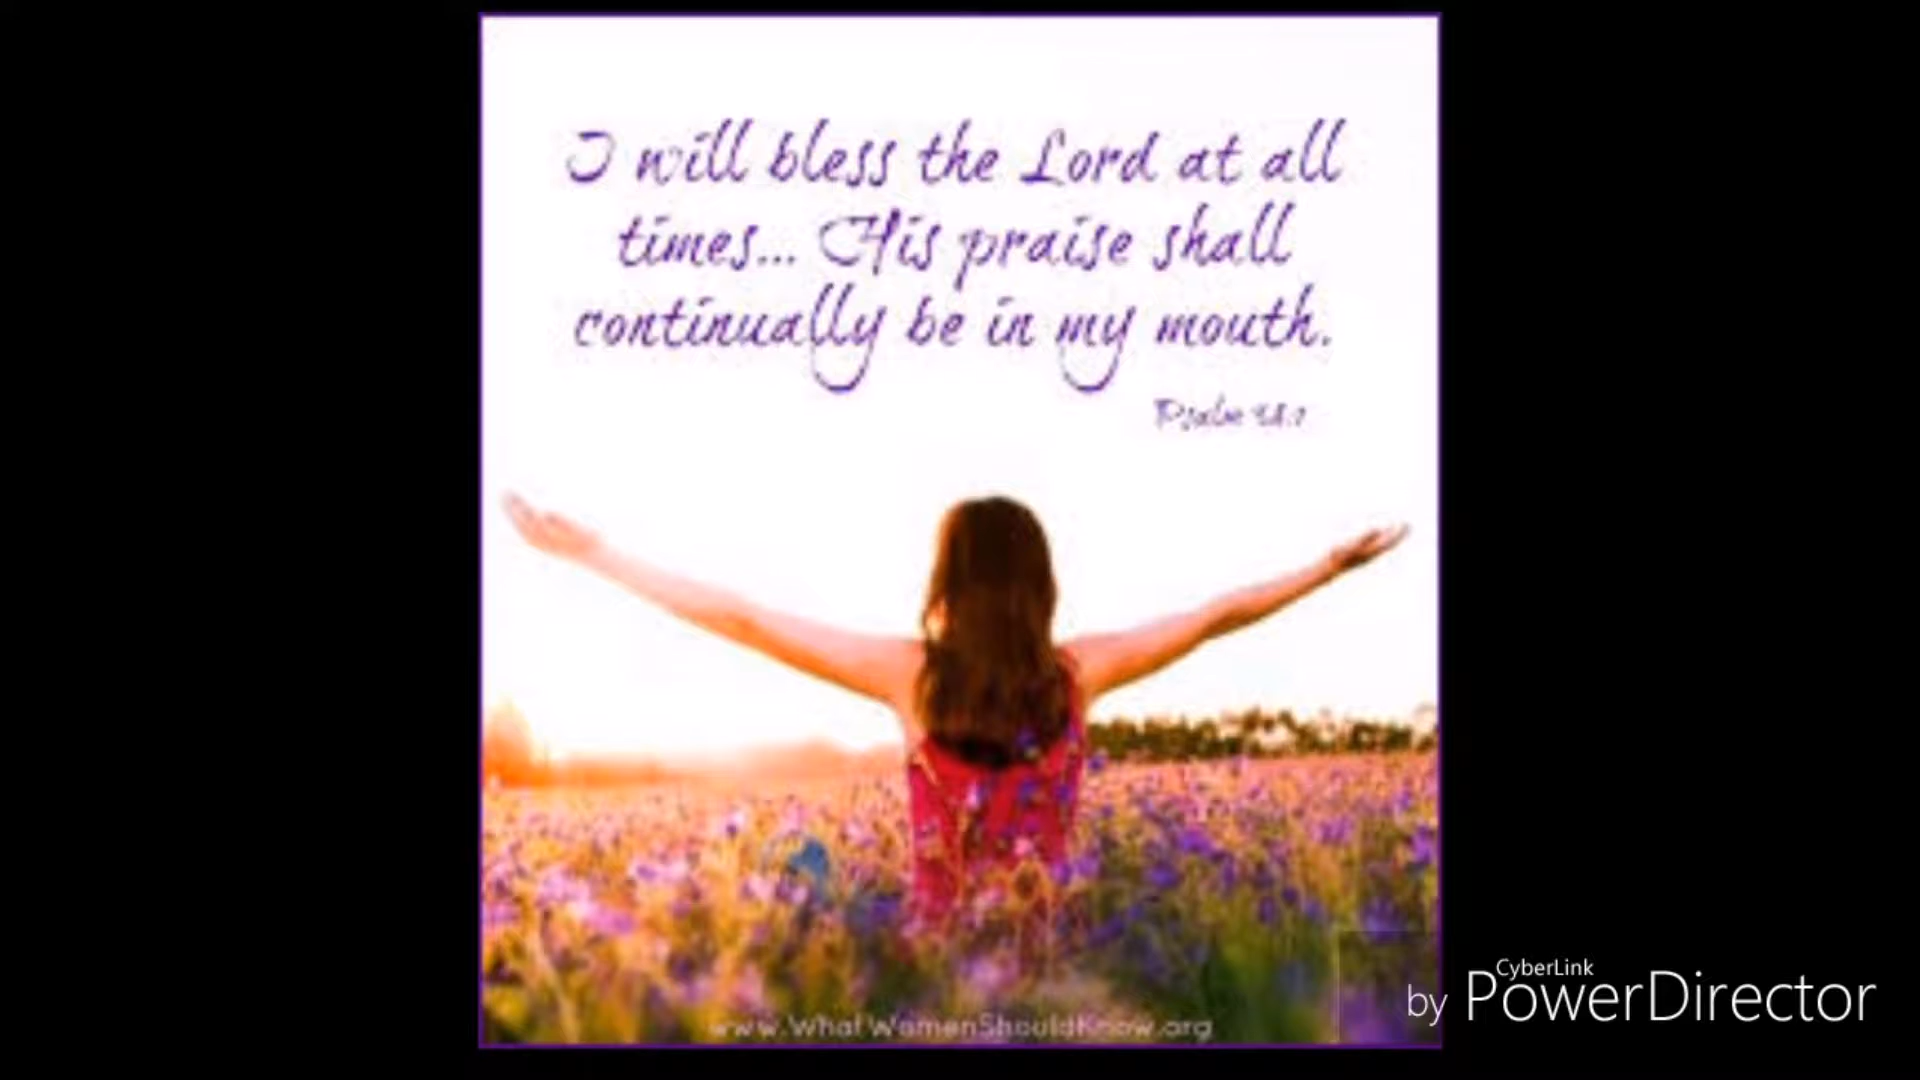 I will bless the Lord at all
times... His praise shall
continually be in my mouth.
Psalm
www.WhatWomenShouldKnow.org
by CyberLink PowerDirector